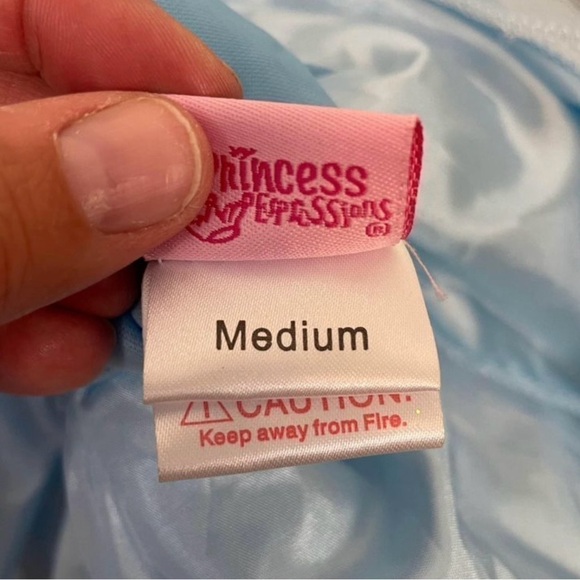 Princess
Expressions
®
Medium
CAUTION!
Keep away from Fire.